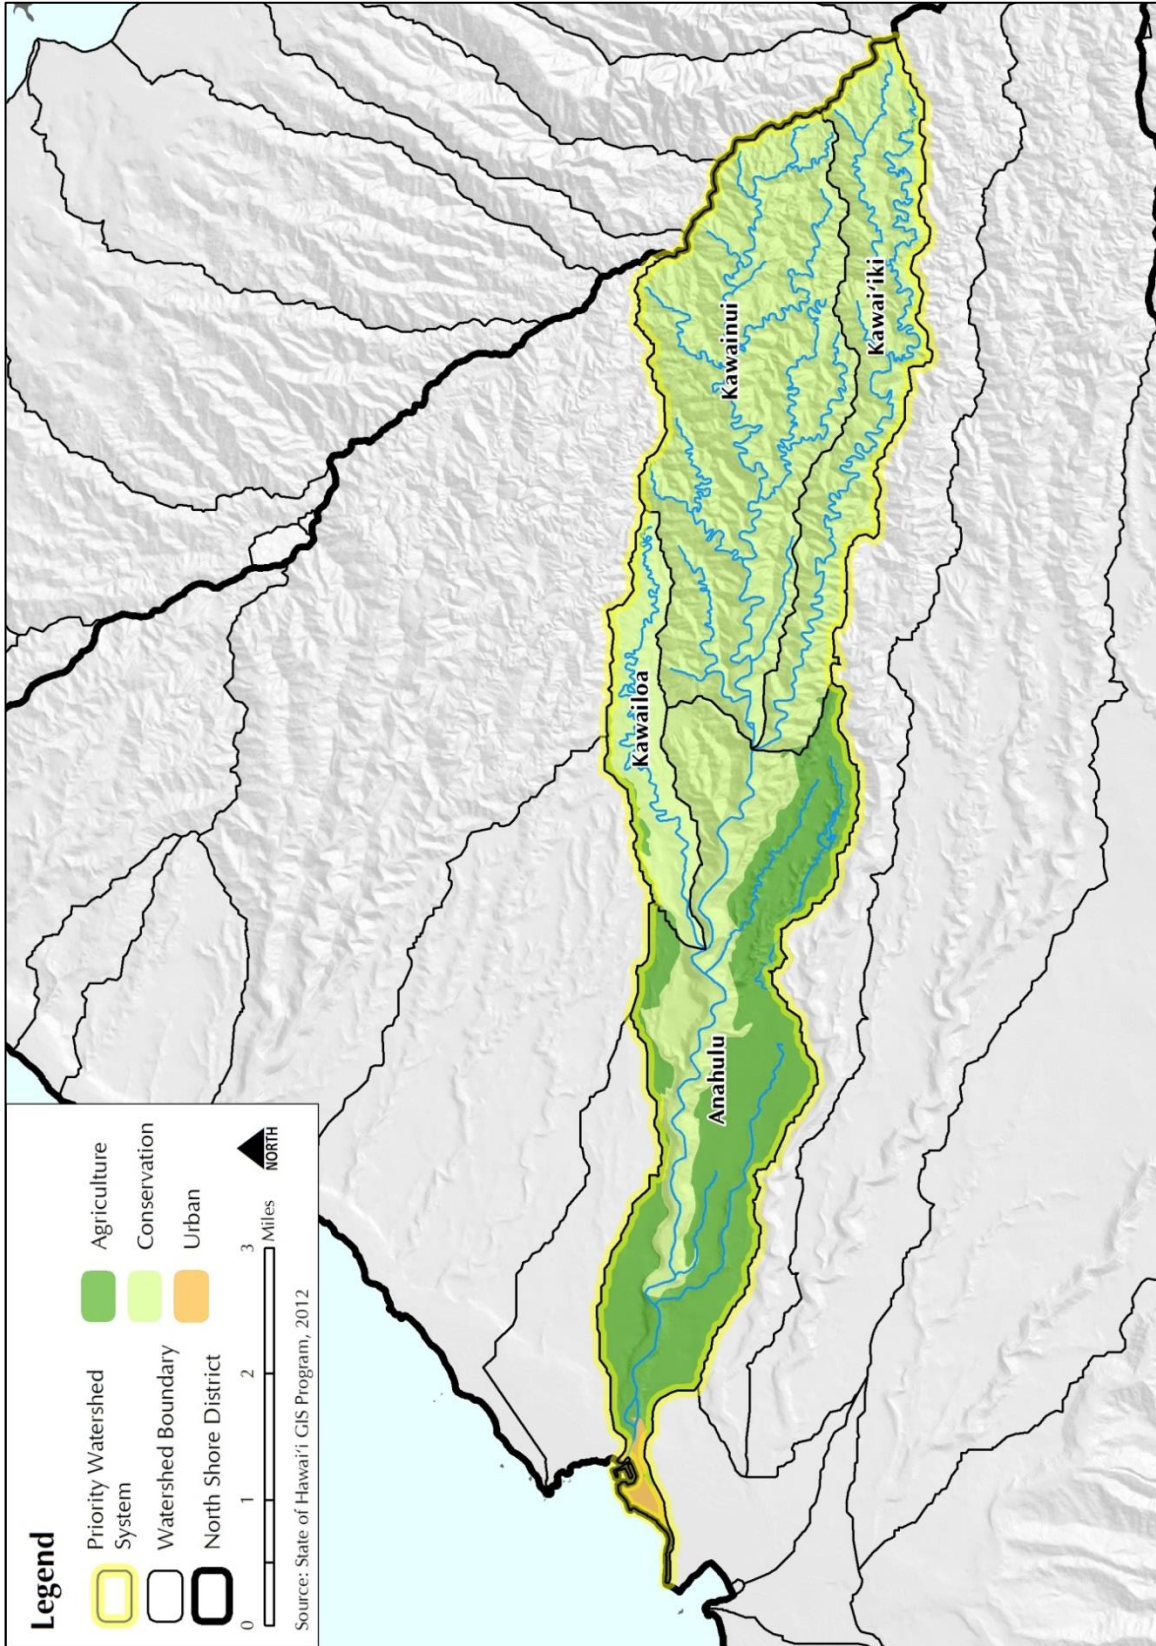 Legend
Priority Watershed
System
Watershed Boundary
North Shore District
Agriculture
Conservation
Urban
0 1 2 3
Miles
NORTH
Source: State of Hawai‘i GIS Program, 2012
Anahulu
Kawailoa
Kawainui
Kawai‘iki